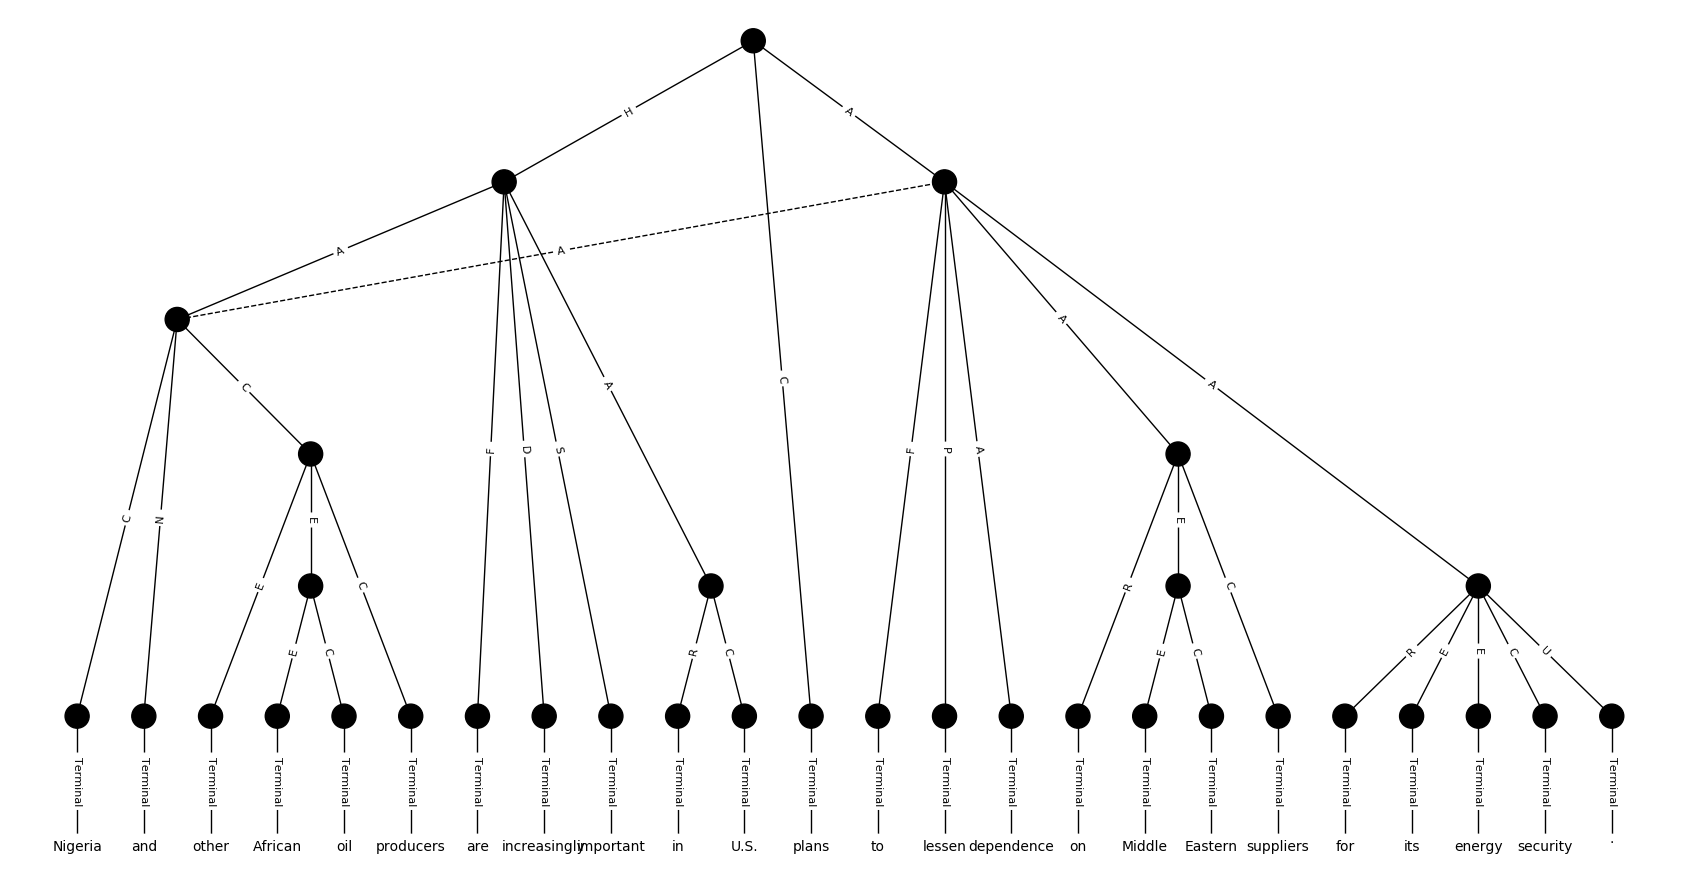 H A
A A
A
C A C A
F D S F P A
C N E E R E C
E C R C R E C U
E C R C E C
Terminal Terminal Terminal Terminal Terminal Terminal Terminal Terminal Terminal Terminal Terminal Terminal Terminal Terminal Terminal Terminal Terminal Terminal Terminal Terminal Terminal Terminal Terminal Terminal
Nigeria and other African oil producers are increasingly important in U.S. plans to lessen dependence on Middle Eastern suppliers for its energy security .